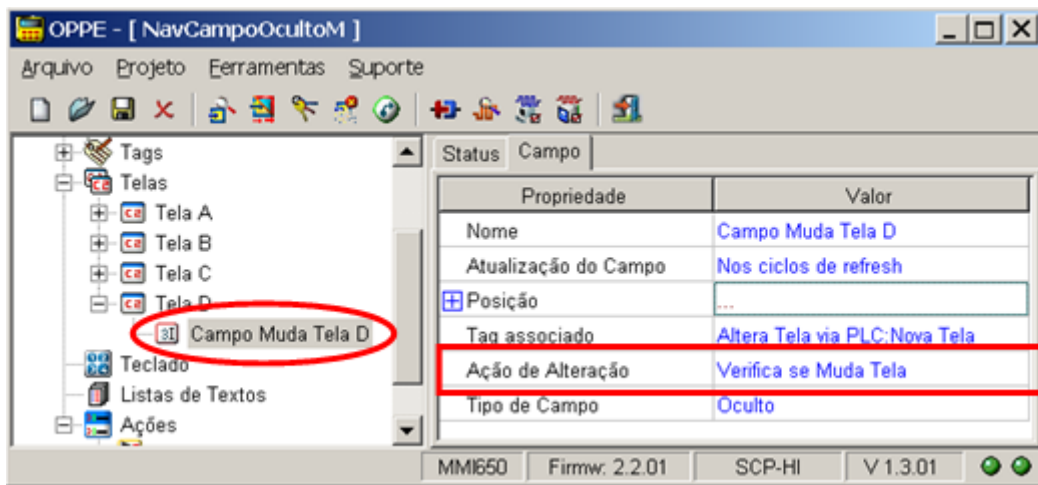 OPPE - [ NavCampoOcultoM ]
Arquivo Projeto Ferramentas Suporte
Tags
Telas
Tela A
Tela B
Tela C
Tela D
Campo Muda Tela D
Teclado
Listas de Textos
Ações
Status Campo
Propriedade Valor
Nome Campo Muda Tela D
Atualização do Campo Nos ciclos de refresh
Posição ...
Tag associado Altera Tela via PLC:Nova Tela
Ação de Alteração Verifica se Muda Tela
Tipo de Campo Oculto
MMI650 Firmw: 2.2.01 SCP-HI V 1.3.01